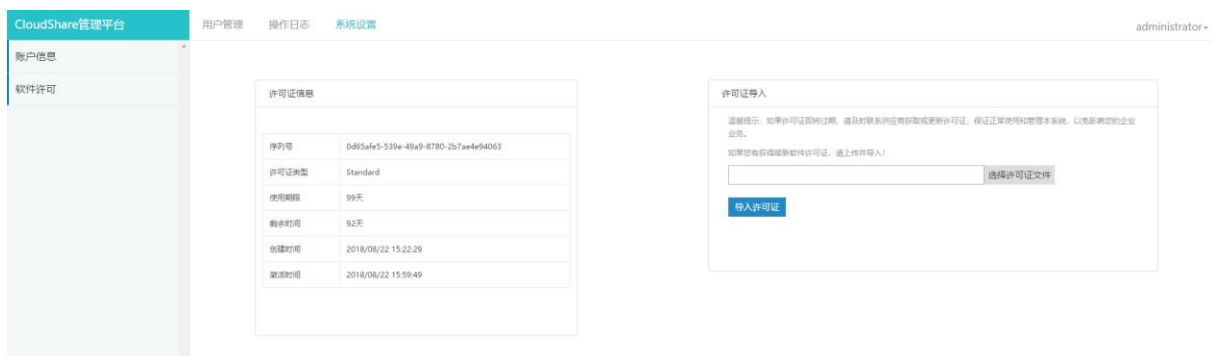 CloudShare管理平台
用户管理 操作日志 系统设置
administrator
账户信息
软件许可
许可证信息
序列号 0d65afe5-539e-49a9-8780-2b7ae4e94063
许可证类型 Standard
使用期限 99天
剩余时间 92天
创建时间 2018/08/22 15:22:29
激活时间 2018/08/22 15:59:49
许可证导入
温馨提示：如果许可证即将过期，请及时联系供应商获取或更新许可证，保证正常使用和管理本系统，以免影响您的企业
业务。
如果您有获得最新软件许可证，请上传并导入！
选择许可证文件
导入许可证